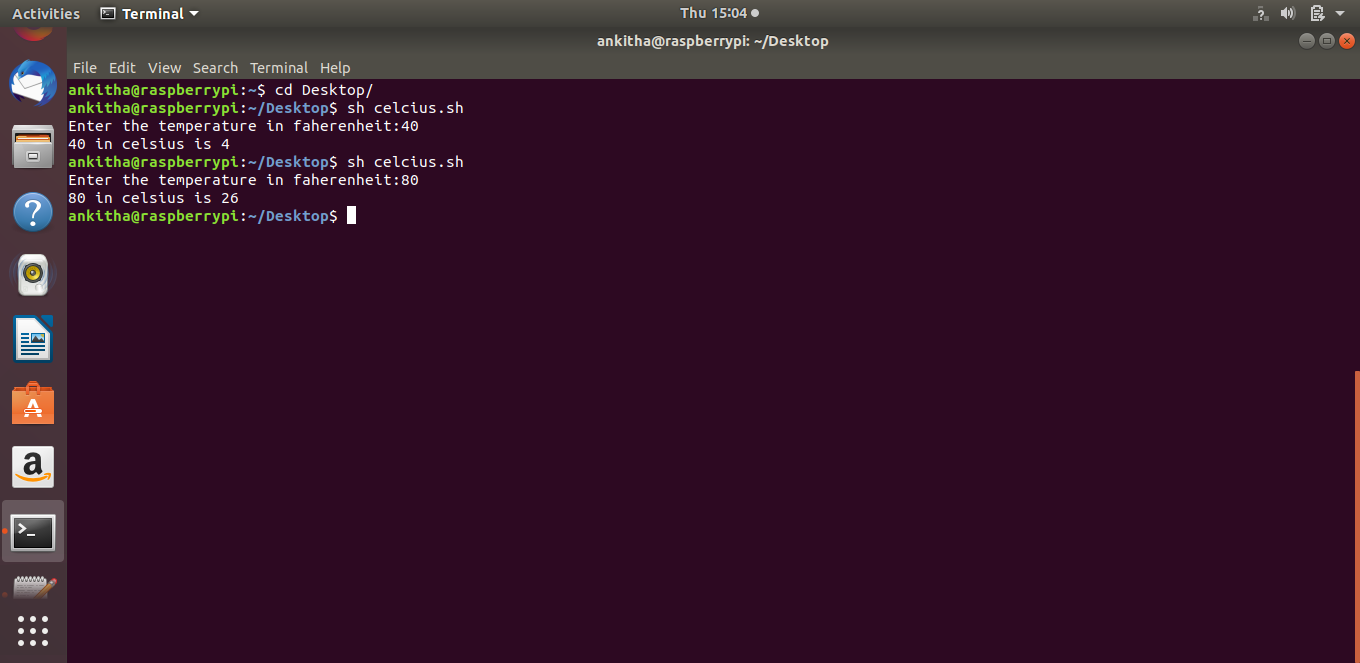 Activities Terminal Thu 15:04
ankitha@raspberrypi: ~/Desktop
File Edit View Search Terminal Help
ankitha@raspberrypi:~$ cd Desktop/
ankitha@raspberrypi:~/Desktop$ sh celcius.sh
Enter the temperature in faherenheit:40
40 in celsius is 4
ankitha@raspberrypi:~/Desktop$ sh celcius.sh
Enter the temperature in faherenheit:80
80 in celsius is 26
ankitha@raspberrypi:~/Desktop$